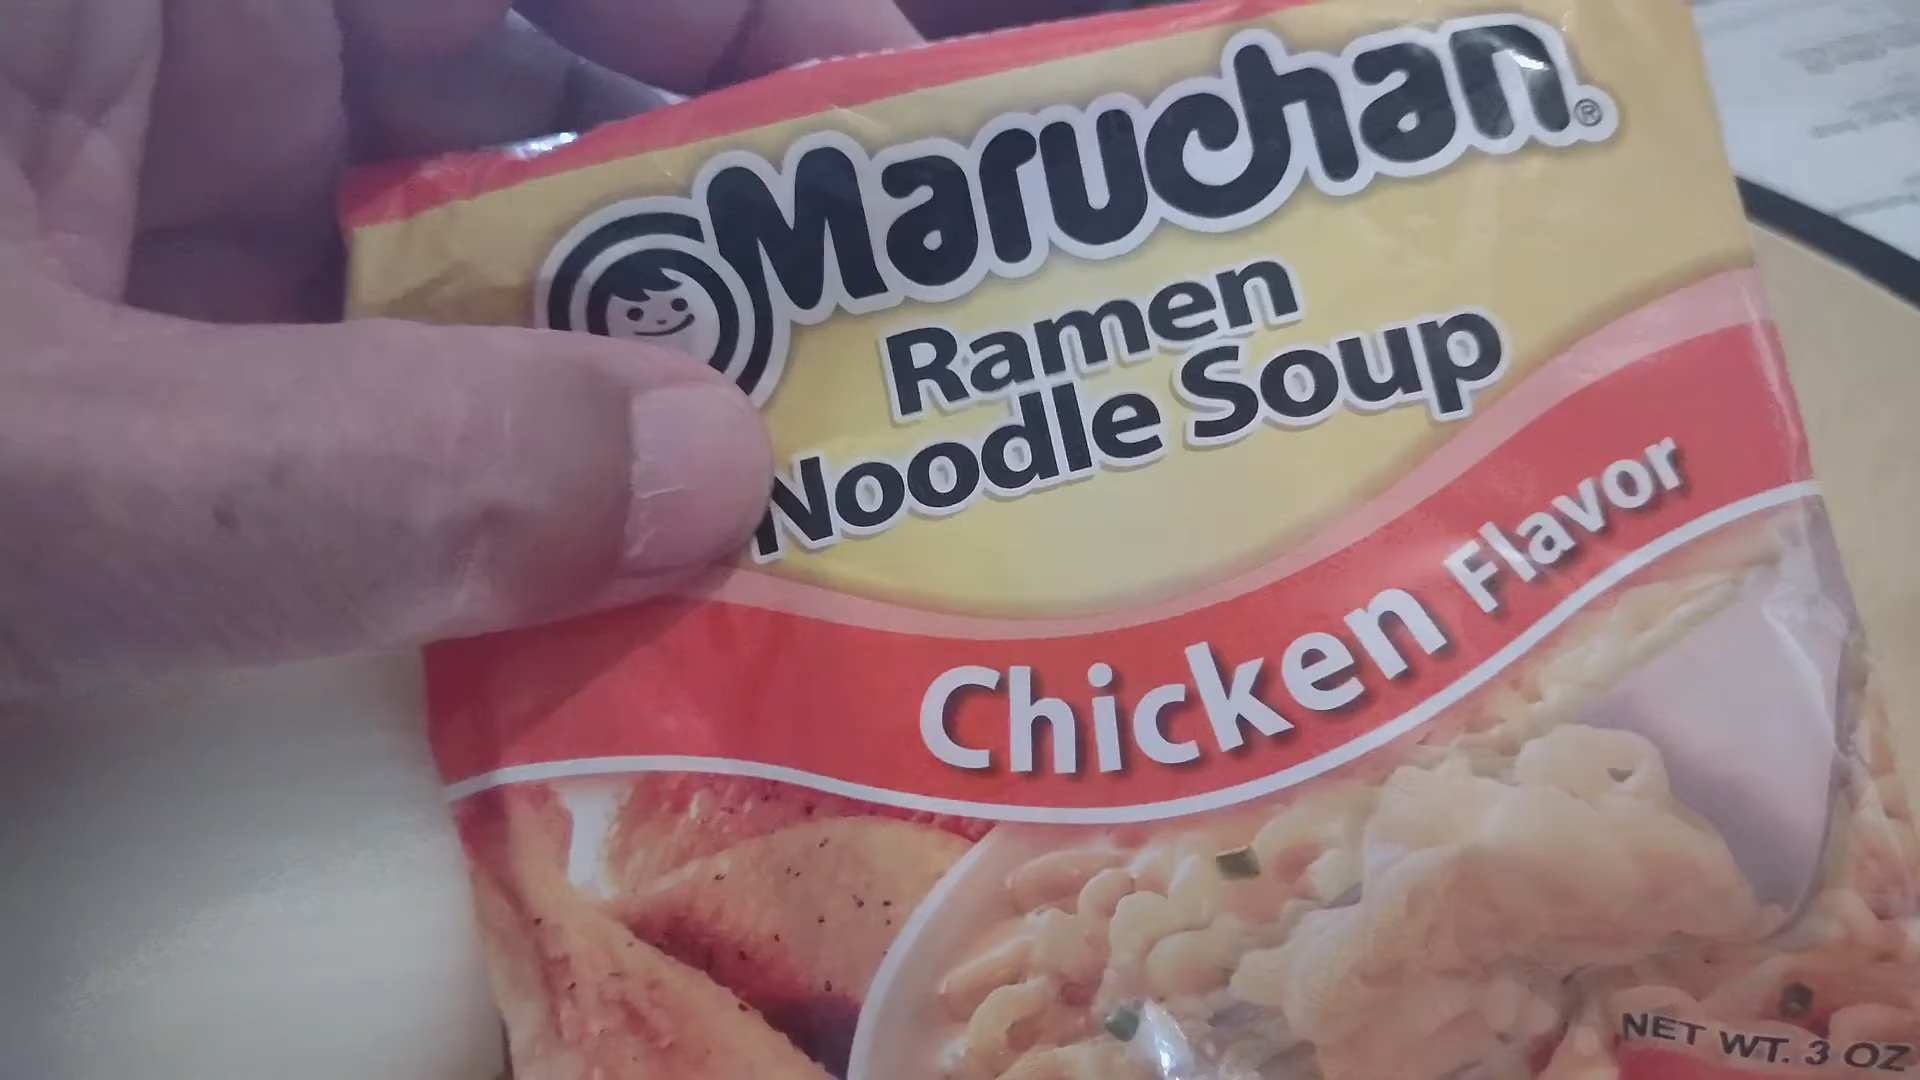 Maruchan®
Ramen
Noodle Soup
Chicken Flavor
NET WT. 3 OZ